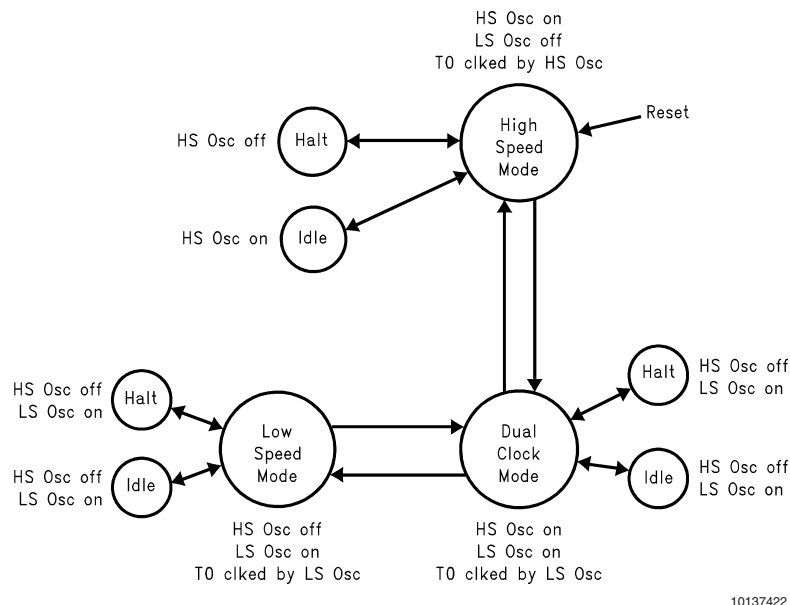 HS Osc on
LS Osc off
T0 clked by HS Osc
High
Speed
Mode
Reset
HS Osc off
Halt
HS Osc on
Idle
HS Osc off
LS Osc on
Halt
HS Osc off
LS Osc on
Idle
Low
Speed
Mode
HS Osc off
LS Osc on
T0 clked by LS Osc
Dual
Clock
Mode
HS Osc on
LS Osc on
T0 clked by LS Osc
Halt
HS Osc off
LS Osc on
Idle
HS Osc off
LS Osc on
10137422